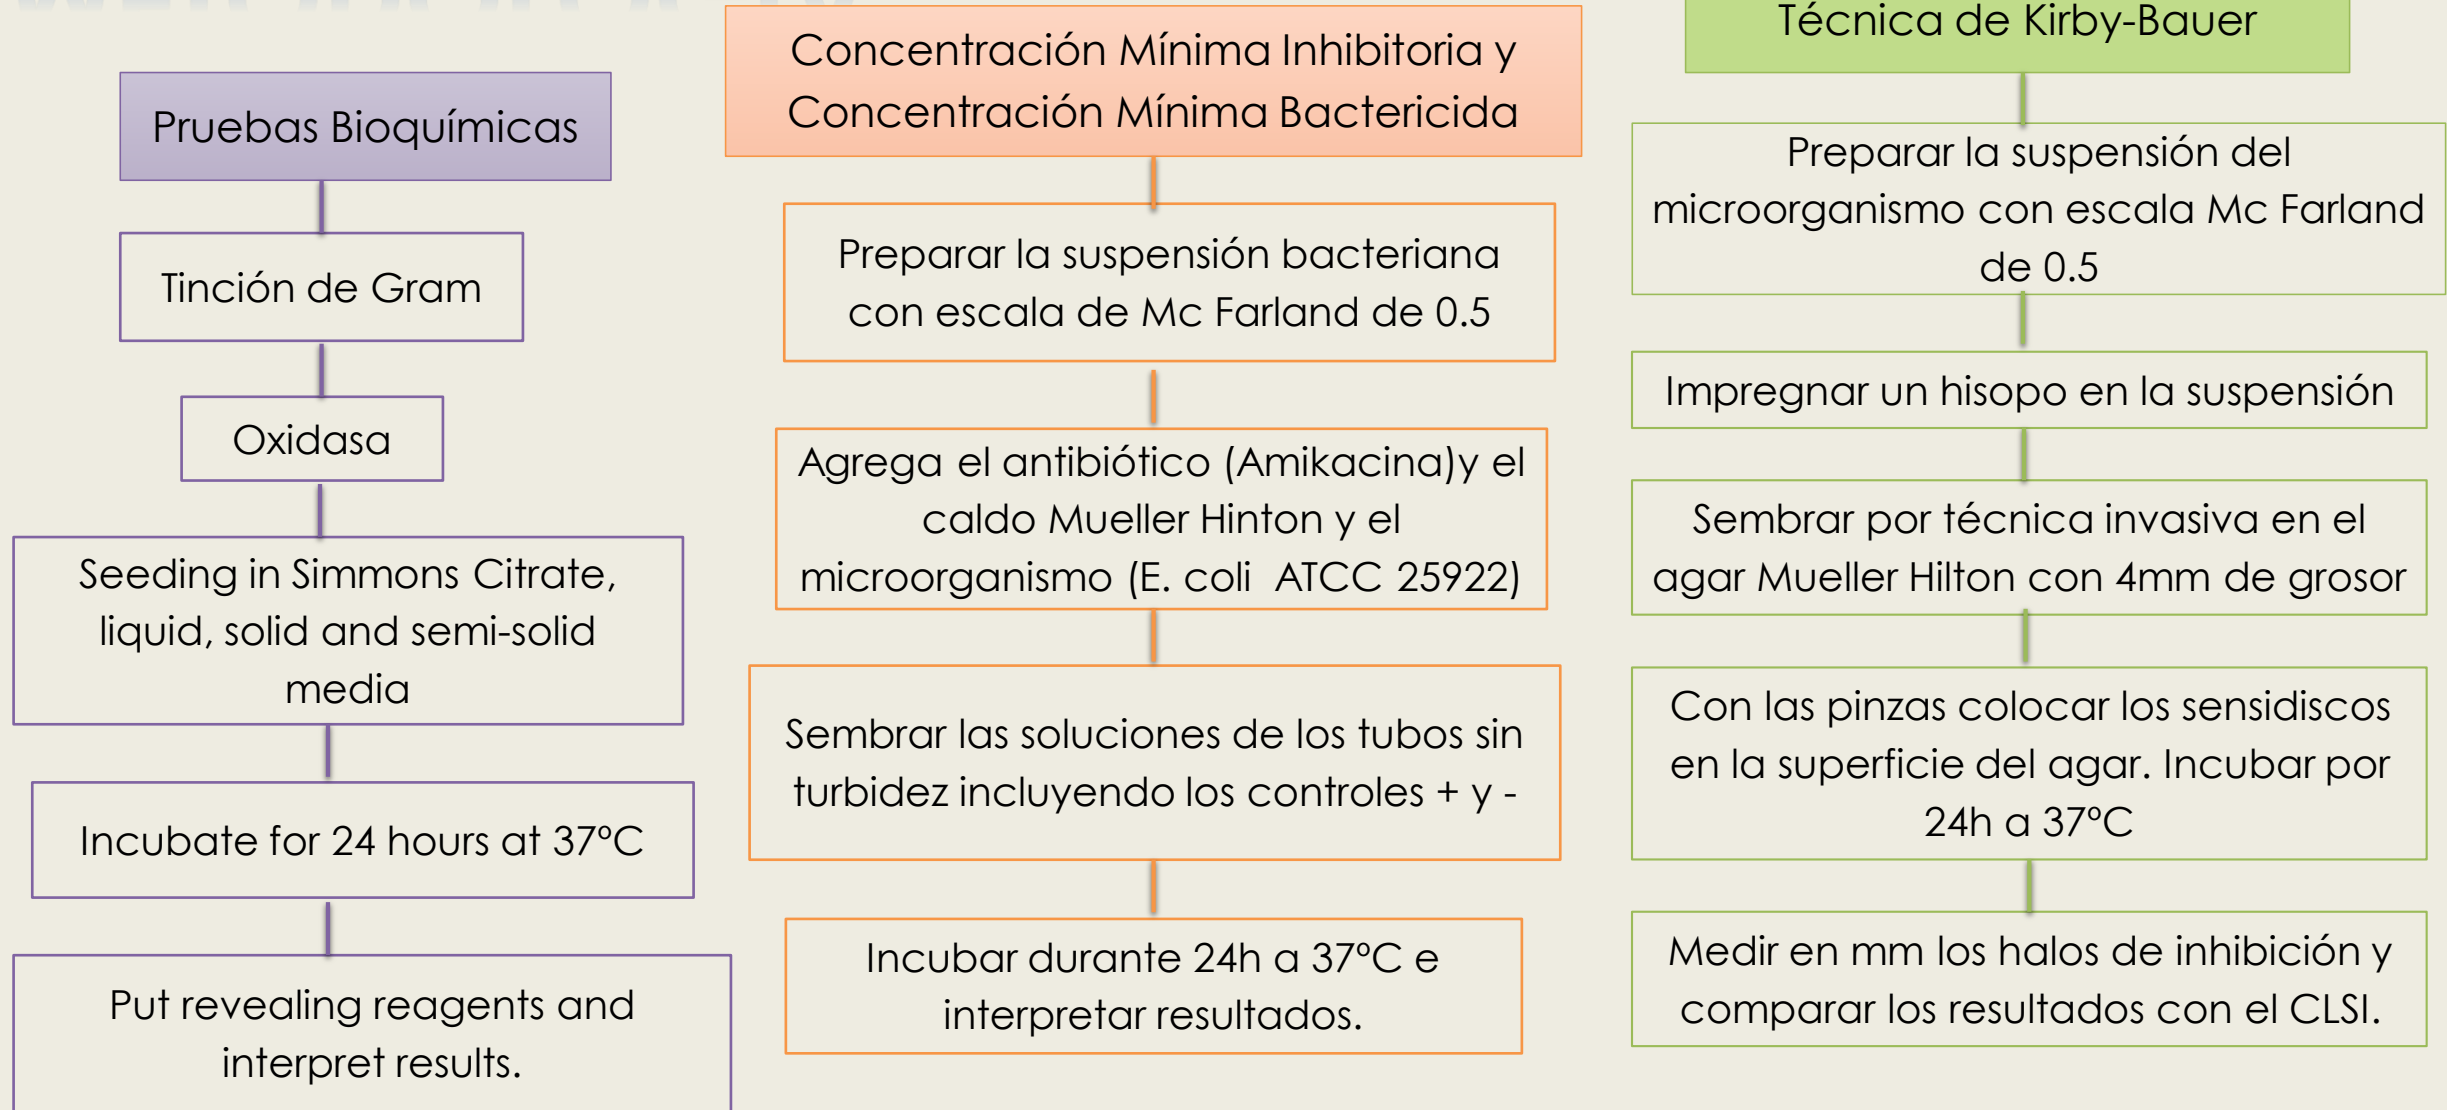 Pruebas Bioquímicas
Tinción de Gram
Oxidasa
Seeding in Simmons Citrate,
liquid, solid and semi-solid
media
Incubate for 24 hours at 37ºC
Put revealing reagents and
interpret results.
Concentración Mínima Inhibitoria y
Concentración Mínima Bactericida
Preparar la suspensión bacteriana
con escala de Mc Farland de 0.5
Agrega el antibiótico (Amikacina)y el
caldo Mueller Hinton y el
microorganismo (E. coli ATCC 25922)
Sembrar las soluciones de los tubos sin
turbidez incluyendo los controles + y -
Incubar durante 24h a 37ºC e
interpretar resultados.
Técnica de Kirby-Bauer
Preparar la suspensión del
microorganismo con escala Mc Farland
de 0.5
Impregnar un hisopo en la suspensión
Sembrar por técnica invasiva en el
agar Mueller Hilton con 4mm de grosor
Con las pinzas colocar los sensidiscos
en la superficie del agar. Incubar por
24h a 37ºC
Medir en mm los halos de inhibición y
comparar los resultados con el CLSI.